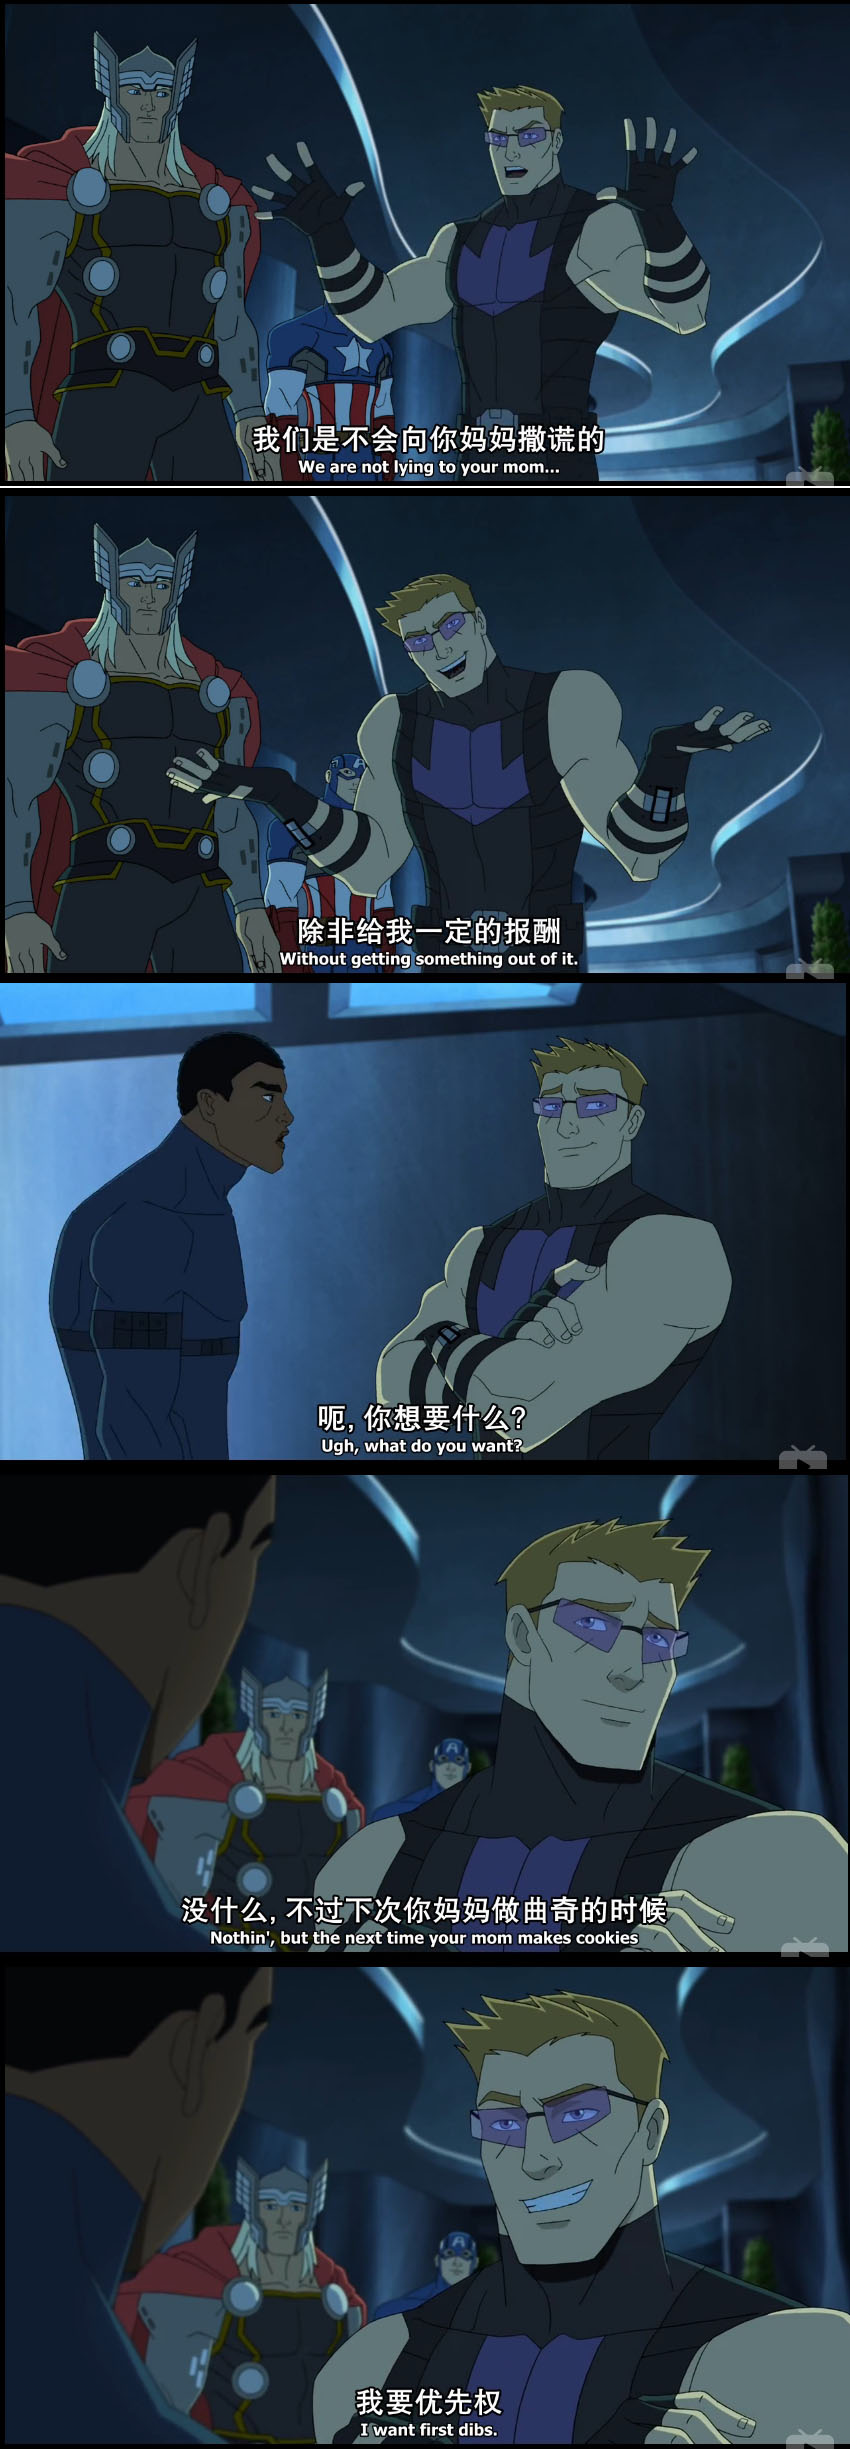 我们是不会向你妈妈撒谎的
We are not lying to your mom...
除非给我一定的报酬
Without getting something out of it.
呃, 你想要什么?
Ugh, what do you want?
没什么, 不过下次你妈妈做曲奇的时候
Nothin', but the next time your mom makes cookies
我要优先权
I want first dibs.